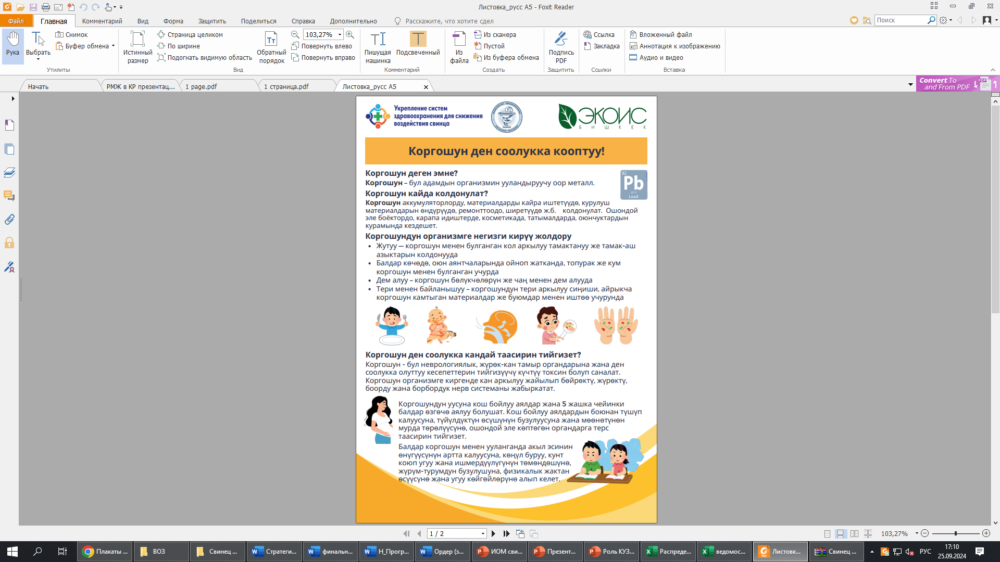 Листовка_русс А5 - Foxit Reader
Файл
Главная
Комментарий
Вид
Форма
Защитить
Поделиться
Справка
Дополнительно
Расскажите, что хотите сдел
Поиск
Рука
Выбрать
Снимок
Буфер обмена
Утилиты
Истинный размер
Страница целиком
По ширине
Подогнать видимую область
Обратный порядок
103,27%
Повернуть влево
Повернуть вправо
Вид
Пишущая машинка
Подсвеченный
Комментарий
Из файла
Из сканера
Пустой
Из буфера обмена
Создать
Подпись PDF
Защитить
Ссылка
Закладка
Ссылки
Вложенный файл
Аннотация к изображению
Аудио и видео
Вставка
Начать
РМЖ в КР презентац...
1 page.pdf
1 страница.pdf
Листовка_русс А5
Convert To
and From PDF
PDF
Укрепление систем
здравоохранения для снижения
воздействия свинца
ЭКОИС
БИШКЕК
Коргошун ден соолукка кооптуу!
Коргошун деген эмне?
Коргошун – бул адамдын организмин ууландыруучу оор металл.
82
Pb
Lead
Коргошун кайда колдонулат?
Коргошун аккумуляторлорду, материалдарды кайра иштетүүдө, курулуш
материалдарын өндүрүүдө, ремонттоодо, ширетүүдө ж.б. колдонулат. Ошондой
эле боёктордо, карапа идиштерде, косметикада, татымалдарда, оюнчуктардын
курамында кездешет.
Коргошундун организмге негизги кирүү жолдору
• Жутуу — коргошун менен булганган кол аркылуу тамактануу же тамак-аш
азыктарын колдонууда
• Балдар көчөдө, оюн аянтчаларында ойноп жатканда, топурак же кум
коргошун менен булганган учурда
• Дем алуу – коргошун бөлүкчөлөрүн же чаң менен дем алууда
• Тери менен байланышуу – коргошундун тери аркылуу сиңиши, айрыкча
коргошун камтыган материалдар же буюмдар менен иштөө учурунда
Коргошун ден соолукка кандай таасирин тийгизет?
Коргошун - бул неврологиялык, жүрөк-кан тамыр органдарына жана ден
соолукка олуттуу кесепеттерин тийгизүүчү күчтүү токсин болуп саналат.
Коргошун организмге киргенде кан аркылуу жайылып бөйрөктү, жүрөктү,
боорду жана борбордук нерв системаны жабыркатат.
Коргошундун уусуна кош бойлуу аялдар жана 5 жашка чейинки
балдар өзгөчө аялуу болушат. Кош бойлуу аялдардын боюнан түшүп
калуусуна, түйүлдүктүн өсүшүнүн бузулуусуна жана мөөнөтүнөн
мурда төрөлүүсүнө, ошондой эле көптөгөн органдарга терс
таасирин тийгизет.
Балдар коргошун менен ууланганда акыл эсинин
өнүгүүсүнүн артта калуусуна, көңүл буруу, кунт
коюп угуу жана ишмердүүлүгүнүн төмөндөшүнө,
жүрүм-турумдун бузулушуна, физикалык жактан
өсүүсүнө жана угуу көйгөйлөрүнө алып келет.
1 / 2
103,27%
Плакаты ...
ВОЗ
Свинец ...
Стратеги...
финальн...
Н_Прогр...
Ордер (з...
ИОМ сви...
Презент...
Роль КУЗ...
Распреде...
ведомос...
Листовк...
Свинец ...
РУС
17:10
25.09.2024